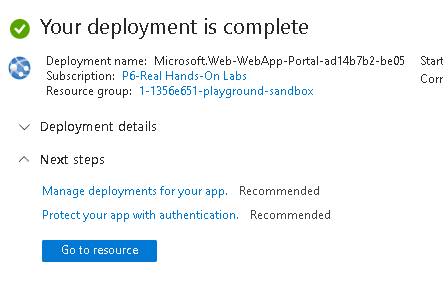 Your deployment is complete
Deployment name: Microsoft.Web-WebApp-Portal-ad14b7b2-be05
Start
Subscription: P6-Real Hands-On Labs
Corr
Resource group: 1-1356e651-playground-sandbox
Deployment details
Next steps
Manage deployments for your app. Recommended
Protect your app with authentication. Recommended
Go to resource